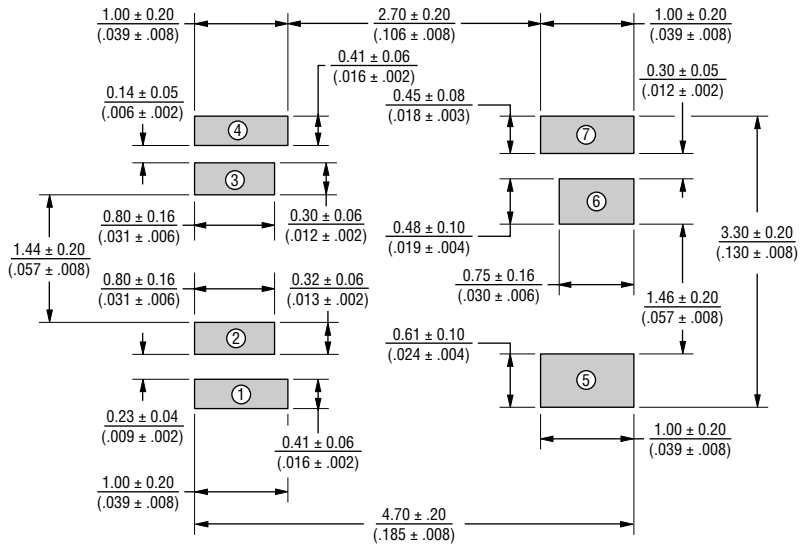 1.00 ± 0.20
(.039 ± .008)
2.70 ± 0.20
(.106 ± .008)
1.00 ± 0.20
(.039 ± .008)
0.41 ± 0.06
(.016 ± .002)
0.30 ± 0.05
(.012 ± .002)
0.14 ± 0.05
(.006 ± .002)
0.45 ± 0.08
(.018 ± .003)
4
7
3
6
0.80 ± 0.16
(.031 ± .006)
0.30 ± 0.06
(.012 ± .002)
0.48 ± 0.10
(.019 ± .004)
3.30 ± 0.20
(.130 ± .008)
1.44 ± 0.20
(.057 ± .008)
0.80 ± 0.16
(.031 ± .006)
0.32 ± 0.06
(.013 ± .002)
0.75 ± 0.16
(.030 ± .006)
1.46 ± 0.20
(.057 ± .008)
2
0.61 ± 0.10
(.024 ± .004)
5
1
0.23 ± 0.04
(.009 ± .002)
0.41 ± 0.06
(.016 ± .002)
1.00 ± 0.20
(.039 ± .008)
1.00 ± 0.20
(.039 ± .008)
4.70 ± .20
(.185 ± .008)